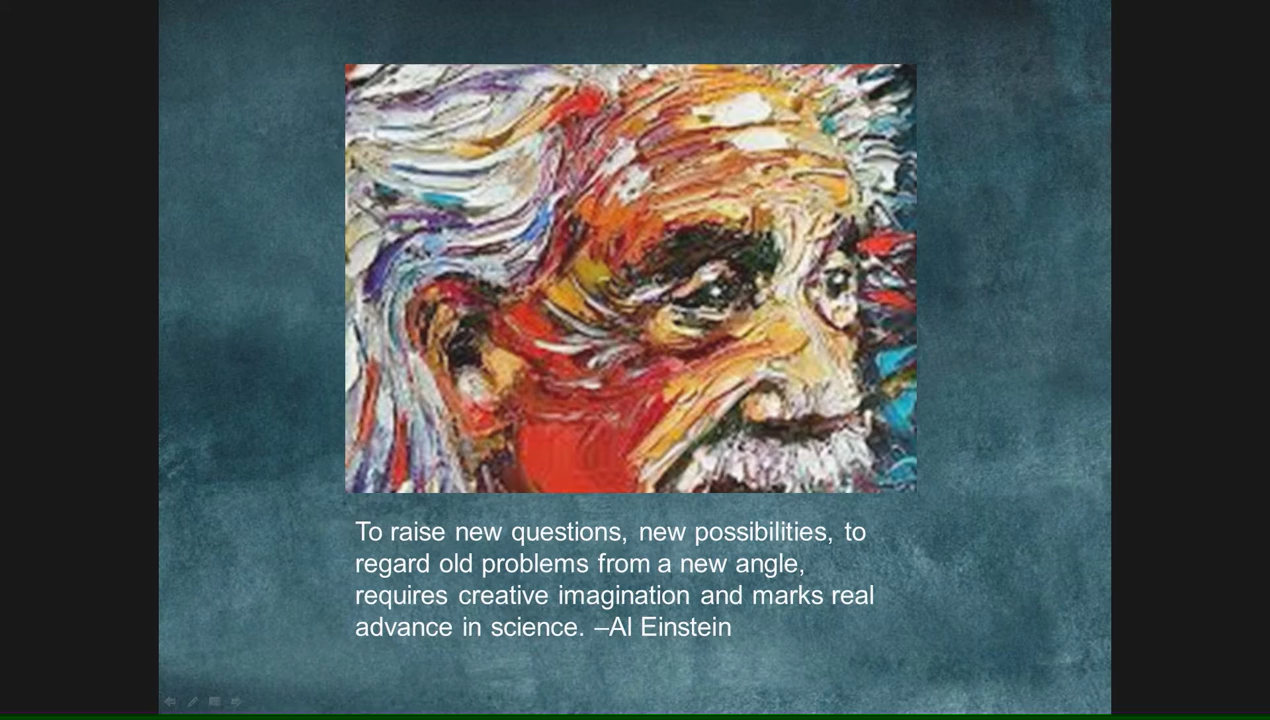 To raise new questions, new possibilities, to
regard old problems from a new angle,
requires creative imagination and marks real
advance in science. –Al Einstein